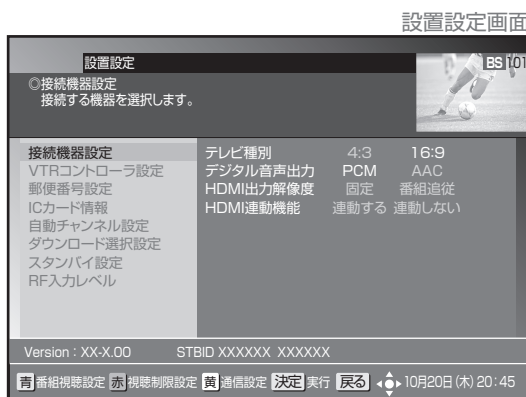 設置設定画面
設置設定
BS 101
◎接続機器設定
接続する機器を選択します。
接続機器設定
VTRコントローラ設定
郵便番号設定
ICカード情報
自動チャンネル設定
ダウンロード選択設定
スタンバイ設定
RF入力レベル
テレビ種別 4:3 16:9
デジタル音声出力 PCM AAC
HDMI出力解像度 固定 番組追従
HDMI連動機能 連動する 連動しない
Version : XX-X.00 STBID XXXXXX XXXXXX
青 番組視聴設定 赤 視聴制限設定 黄 通信設定 決定 実行 戻る 10月20日(木) 20:45